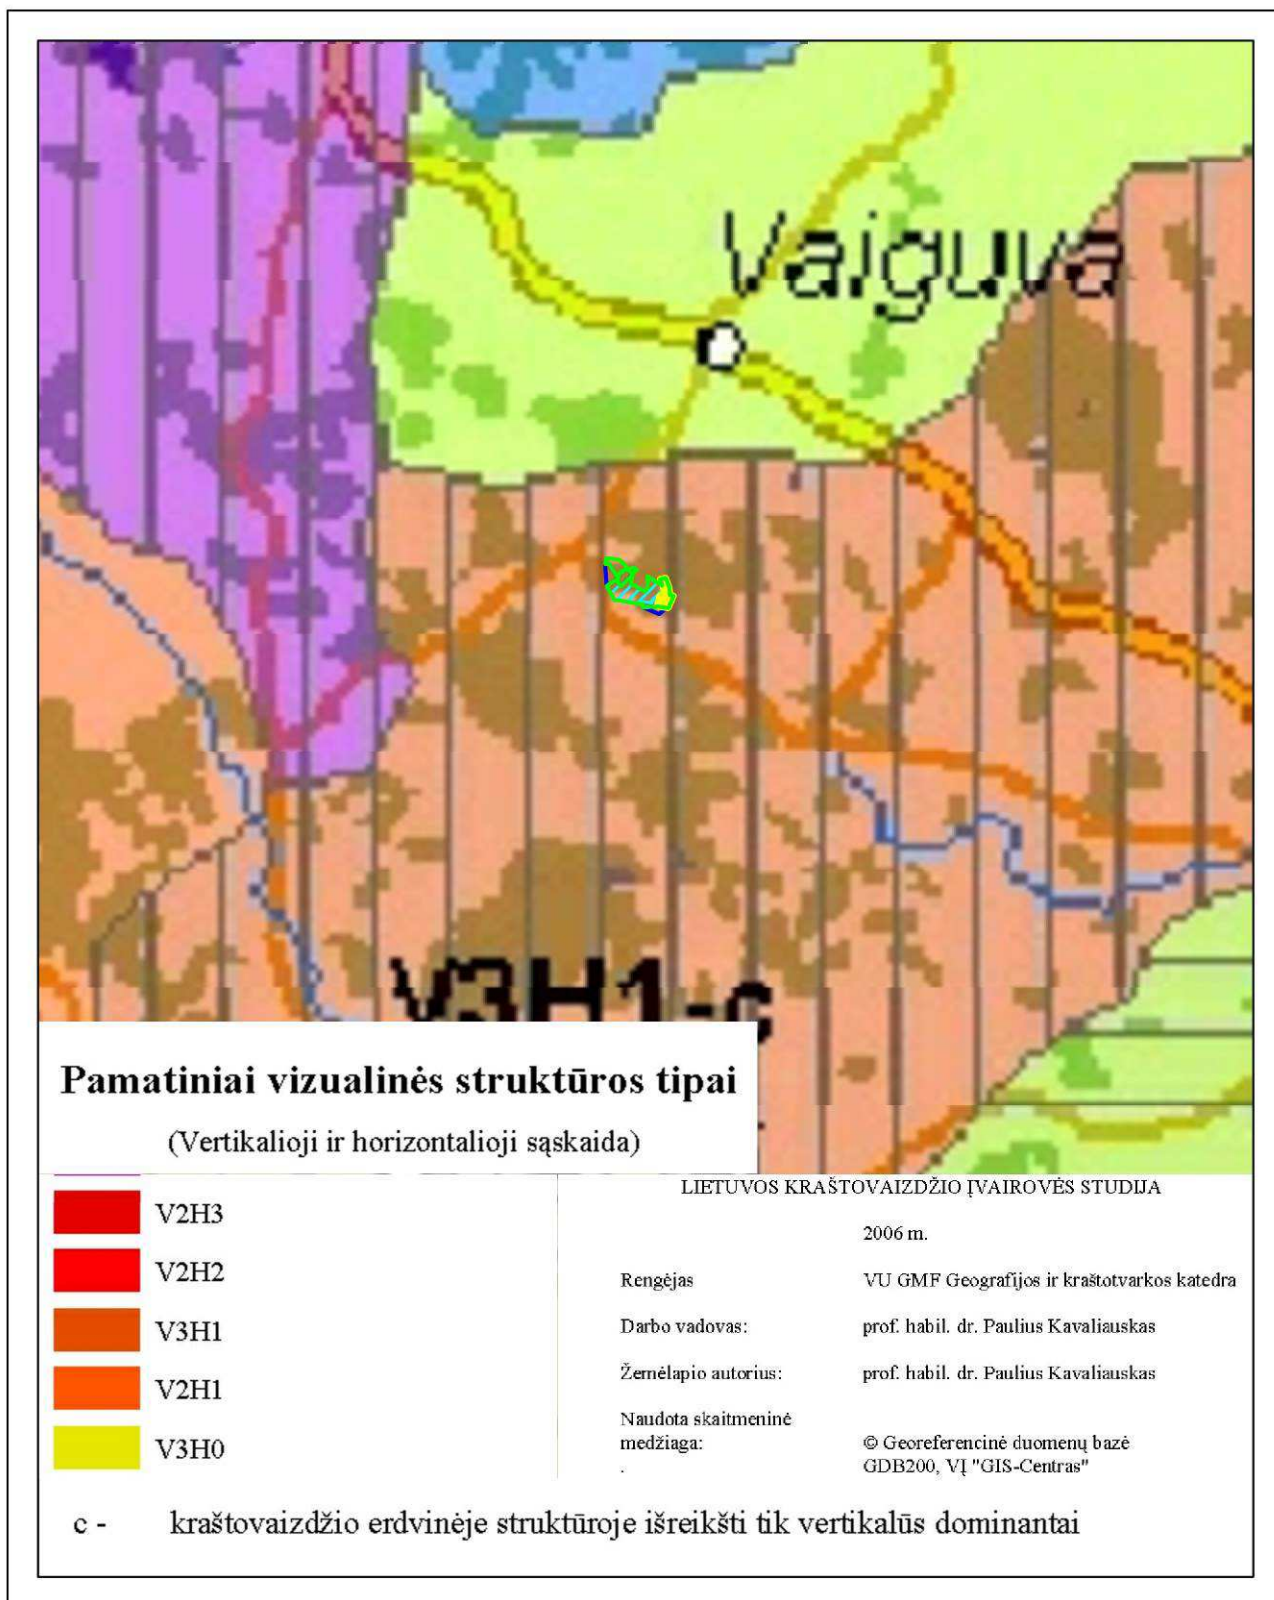 Vaiguva
V3H1-c
Pamatiniai vizualinės struktūros tipai
(Vertikalioji ir horizontalioji sąskaida)
V2H3
V2H2
V3H1
V2H1
V3H0
LIETUVOS KRAŠTOVAIZDŽIO ĮVAIROVĖS STUDIJA
2006 m.
Rengėjas VU GMF Geografijos ir kraštotvarkos katedra
Darbo vadovas: prof. habil. dr. Paulius Kavaliauskas
Žemėlapio autorius: prof. habil. dr. Paulius Kavaliauskas
Naudota skaitmeninė
medžiaga: © Georeferencinė duomenų bazė
. GDB200, VĮ "GIS-Centras"
c - kraštovaizdžio erdvinėje struktūroje išreikšti tik vertikalūs dominantai